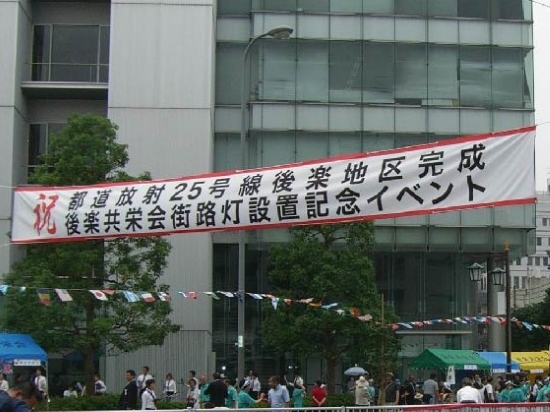 祝
都道放射25号線後楽地区完成
後楽共栄会街路灯設置記念イベント